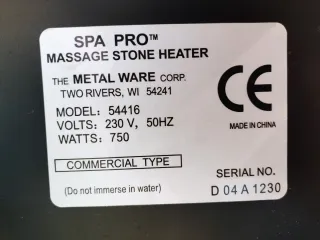 SPA PRO™
MASSAGE STONE HEATER
THE METAL WARE CORP.
TWO RIVERS, WI 54241
MODEL: 54416
VOLTS: 230 V, 50HZ
WATTS: 750
CE
MADE IN CHINA
COMMERCIAL TYPE
(Do not immerse in water)
SERIAL NO.
D 04 A 1230